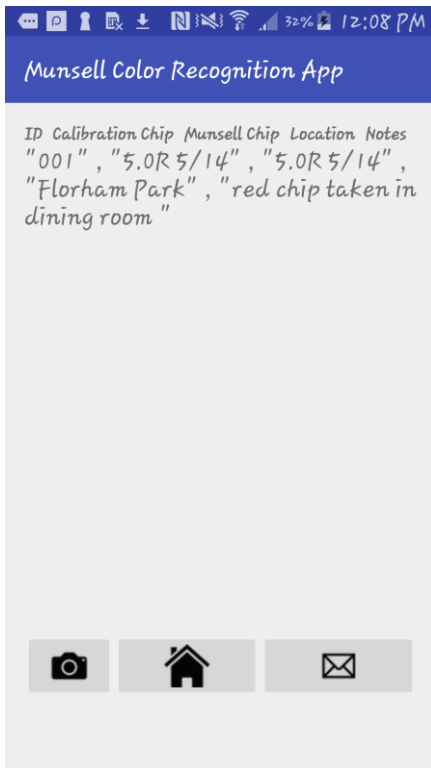 32% 12:08 PM
Munsell Color Recognition App
ID Calibration Chip Munsell Chip Location Notes
"001" , "5.0R 5/14" , "5.0R 5/14" ,
"Florham Park" , "red chip taken in
dining room "